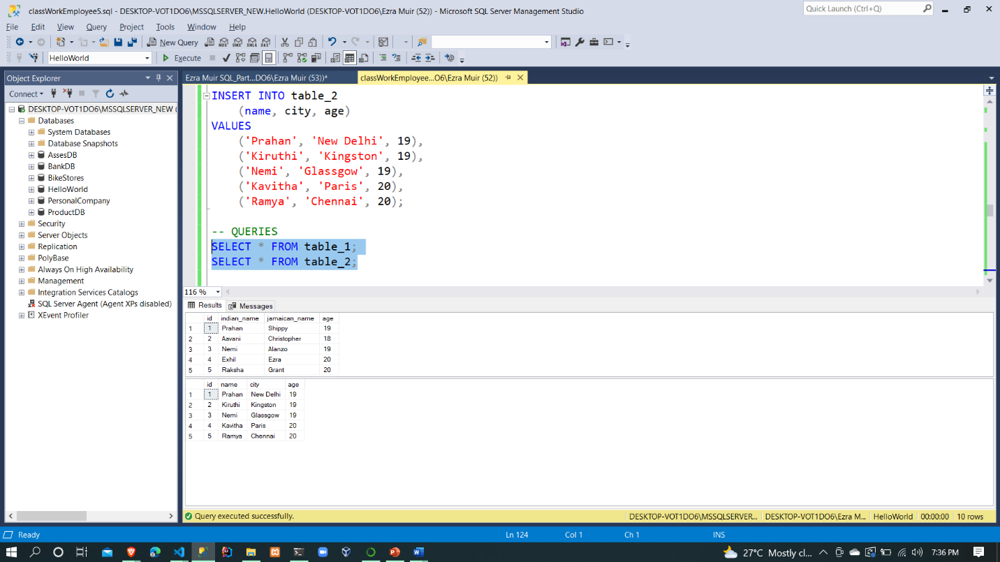 classWorkEmployee5.sql - DESKTOP-VOT1DO6\MSSQLSERVER_NEW.HelloWorld (DESKTOP-VOT1DO6\Ezra Muir (52)) - Microsoft SQL Server Management Studio
Quick Launch (Ctrl+Q)
File Edit View Query Project Tools Window Help
New Query
MDX DMX XMLA DAX
HelloWorld
Execute
Object Explorer
Ezra Muir SQL_Part...DO6\Ezra Muir (53))*
classWorkEmployee...O6\Ezra Muir (52))
Connect
DESKTOP-VOT1DO6\MSSQLSERVER_NEW (
Databases
System Databases
Database Snapshots
AssesDB
BankDB
BikeStores
HelloWorld
PersonalCompany
ProductDB
Security
Server Objects
Replication
PolyBase
Always On High Availability
Management
Integration Services Catalogs
SQL Server Agent (Agent XPs disabled)
XEvent Profiler
INSERT INTO table_2
(name, city, age)
VALUES
('Prahan', 'New Delhi', 19),
('Kiruthi', 'Kingston', 19),
('Nemi', 'Glassgow', 19),
('Kavitha', 'Paris', 20),
('Ramya', 'Chennai', 20);
-- QUERIES
SELECT * FROM table_1;
SELECT * FROM table_2;
116 %
Results Messages
id indian_name jamaican_name age
1 1 Prahan Shippy 19
2 2 Aavani Christopher 18
3 3 Nemi Alanzo 19
4 4 Exhil Ezra 20
5 5 Raksha Grant 20
id name city age
1 1 Prahan New Delhi 19
2 2 Kiruthi Kingston 19
3 3 Nemi Glassgow 19
4 4 Kavitha Paris 20
5 5 Ramya Chennai 20
Query executed successfully.
DESKTOP-VOT1DO6\MSSQLSERVER... DESKTOP-VOT1DO6\Ezra M... HelloWorld 00:00:00 10 rows
Ready Ln 124 Col 1 Ch 1 INS
27°C Mostly cl... 7:36 PM